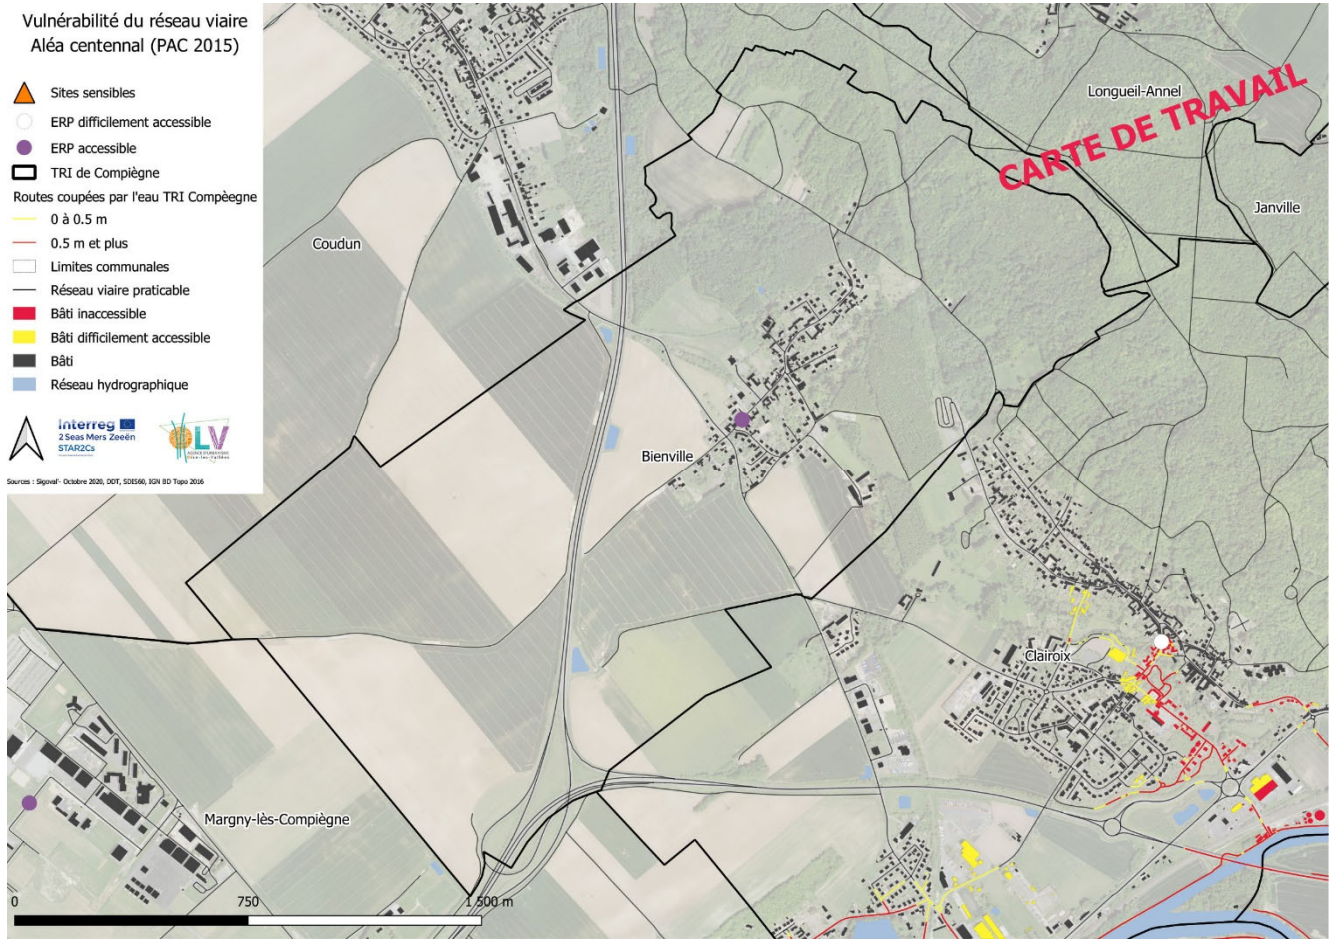 Vulnérabilité du réseau viaire
Aléa centennal (PAC 2015)
Sites sensibles
ERP difficilement accessible
ERP accessible
TRI de Compiègne
Routes coupées par l'eau TRI Compèegne
0 à 0.5 m
0.5 m et plus
Limites communales
Réseau viaire praticable
Bâti inaccessible
Bâti difficilement accessible
Bâti
Réseau hydrographique
Interreg
2 Seas Mers Zeeën
STAR2Cs
OLV
Sources : Sigoval'- Octobre 2020, DDT, SDIS60, IGN BD Topo 2016
Longueil-Annel
CARTE DE TRAVAIL
Janville
Coudun
Bienville
Clairoix
Margny-lès-Compiègne
0 750 1 500 m